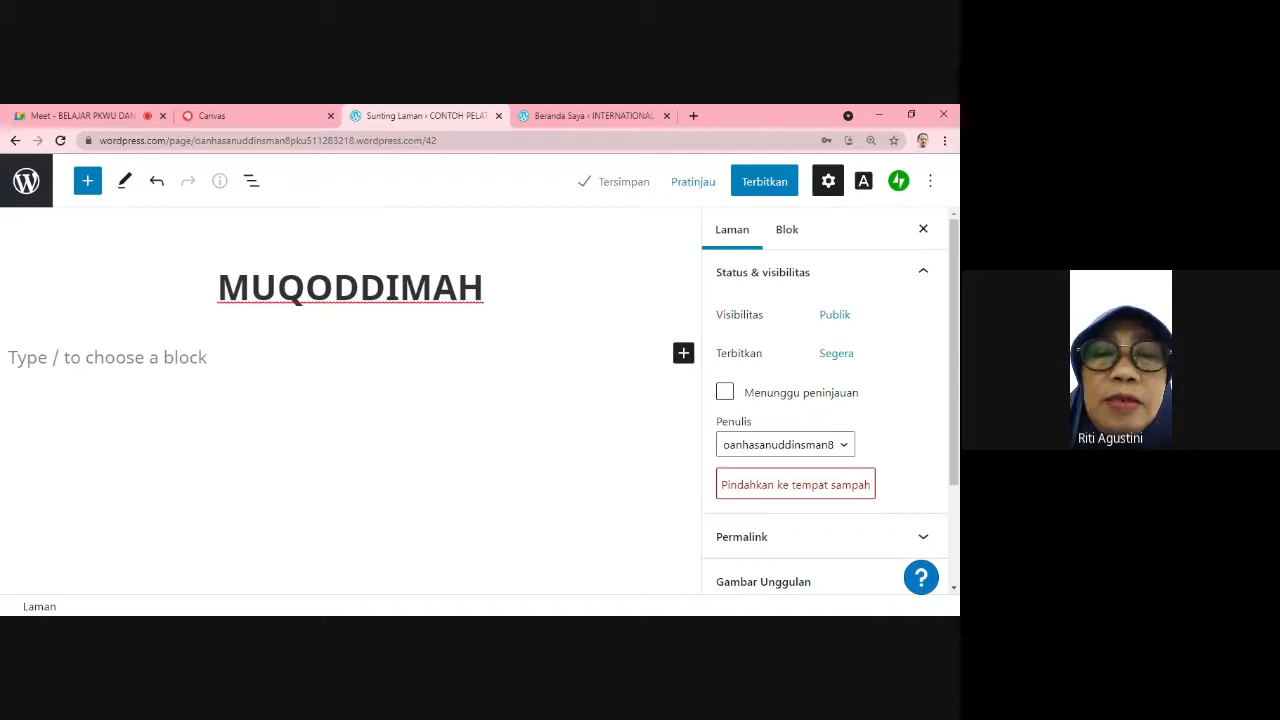 Meet - BELAJAR PKWU DAN
Canvas
Sunting Laman ‹ CONTOH PELAT
Beranda Saya ‹ INTERNATIONAL
wordpress.com/page/oanhasanuddinsman8pku511283218.wordpress.com/42
Tersimpan
Pratinjau
Terbitkan
A
Laman
Blok
MUQODDIMAH
Type / to choose a block
Status & visibilitas
Visibilitas
Publik
Terbitkan
Segera
Menunggu peninjauan
Penulis
oanhasanuddinsman8
Pindahkan ke tempat sampah
Permalink
Gambar Unggulan
?
Laman
Riti Agustini